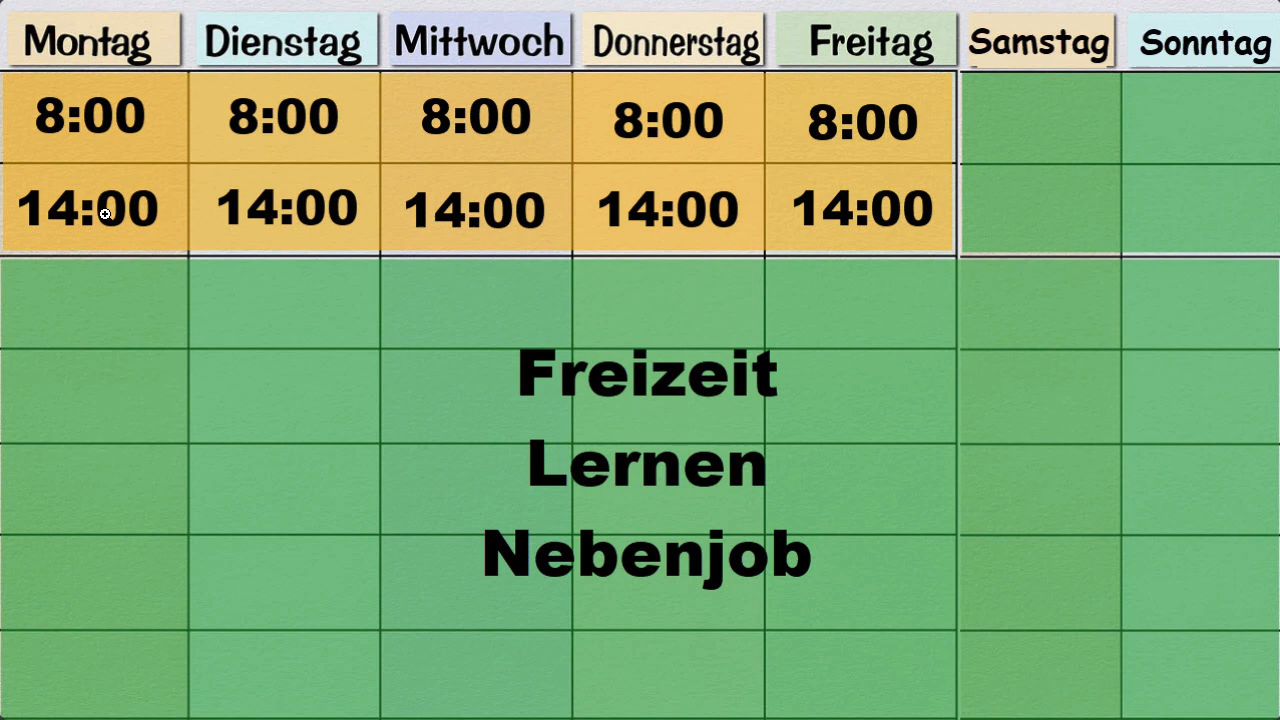 Montag Dienstag Mittwoch Donnerstag Freitag Samstag Sonntag
8:00 8:00 8:00 8:00 8:00
14:00 14:00 14:00 14:00 14:00
Freizeit
Lernen
Nebenjob